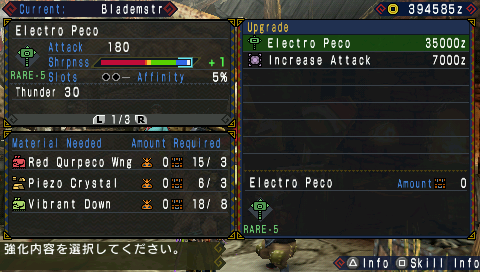 Current: Blademstr
394585z
Electro Peco
Attack 180
Shrpnss +1
RARE-5
Slots Affinity 5%
Thunder 30
L 1/3 R
Upgrade
Electro Peco 35000z
Increase Attack 7000z
Material Needed Amount Required
Red Qurpeco Wng 0 15/ 3
Piezo Crystal 0 6/ 3
Vibrant Down 0 18/ 8
Electro Peco Amount 0
RARE-5
強化内容を選択してください。
Info Skill Info